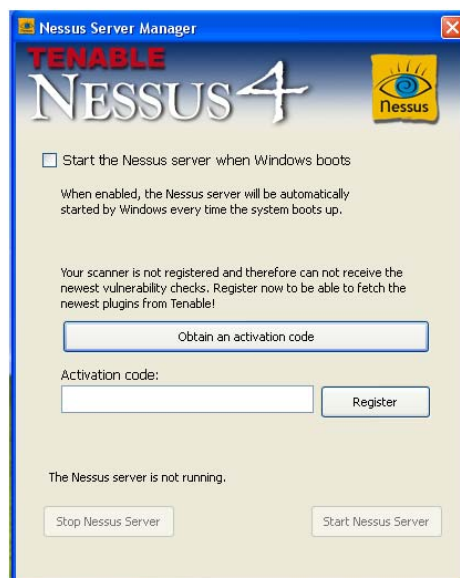 Nessus Server Manager
TENABLE
NESSUS 4
Nessus
Start the Nessus server when Windows boots
When enabled, the Nessus server will be automatically
started by Windows every time the system boots up.
Your scanner is not registered and therefore can not receive the
newest vulnerability checks. Register now to be able to fetch the
newest plugins from Tenable!
Obtain an activation code
Activation code:
Register
The Nessus server is not running.
Stop Nessus Server
Start Nessus Server